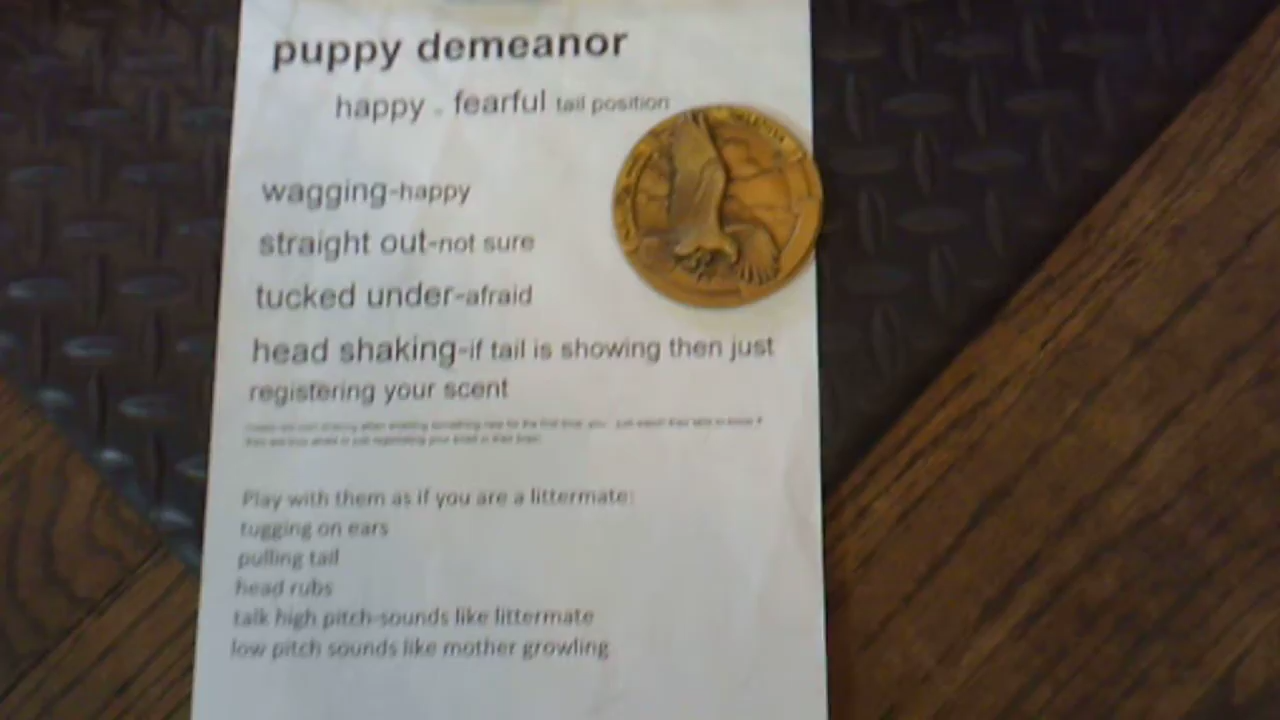 puppy demeanor
happy - fearful tail position
wagging-happy
straight out-not sure
tucked under-afraid
head shaking-if tail is showing then just
registering your scent
Play with them as if you are a littermate:
tugging on ears
pulling tail
head rubs
talk high pitch-sounds like littermate
low pitch sounds like mother growling